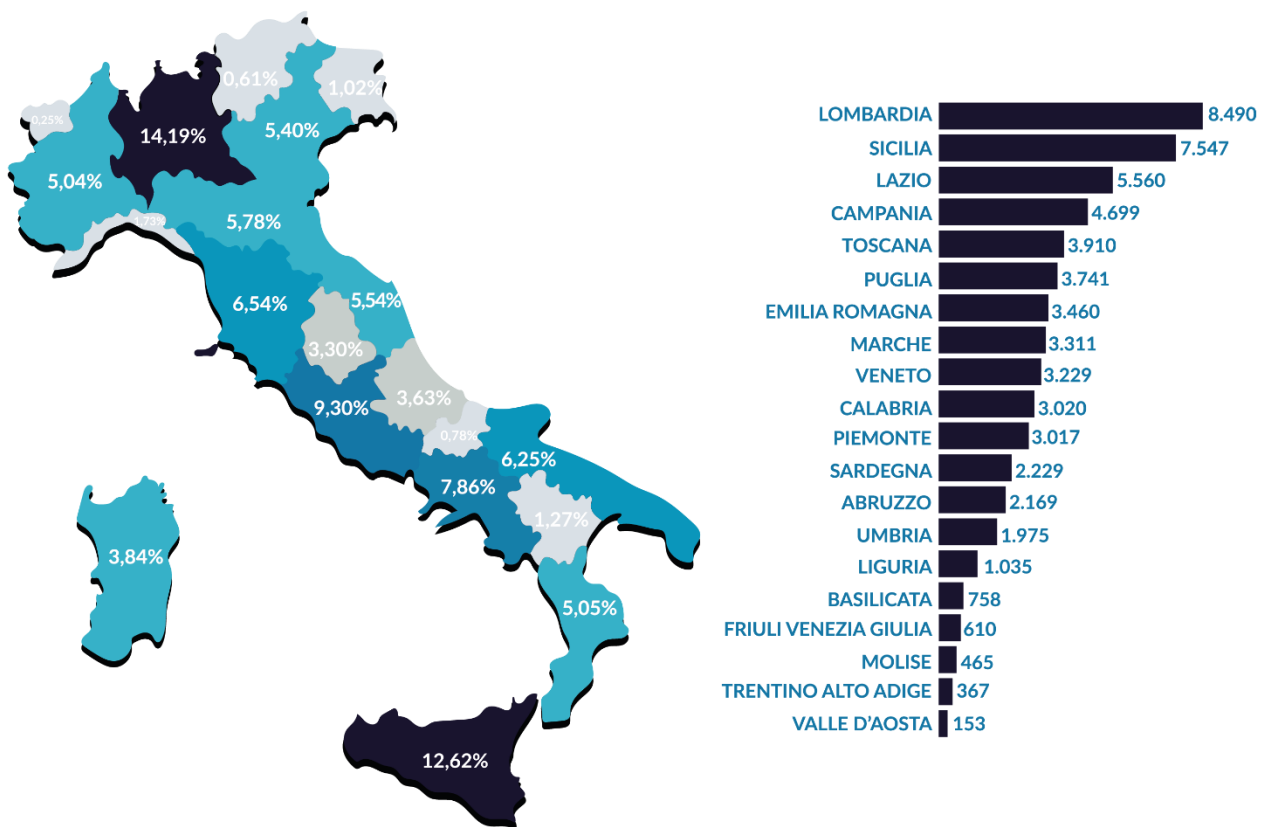 0,61%
1,02%
0,25%
14,19%
5,40%
5,04%
1,73%
5,78%
6,54%
5,54%
3,30%
9,30%
3,63%
0,78%
6,25%
7,86%
1,27%
3,84%
5,05%
12,62%
LOMBARDIA 8.490
SICILIA 7.547
LAZIO 5.560
CAMPANIA 4.699
TOSCANA 3.910
PUGLIA 3.741
EMILIA ROMAGNA 3.460
MARCHE 3.311
VENETO 3.229
CALABRIA 3.020
PIEMONTE 3.017
SARDEGNA 2.229
ABRUZZO 2.169
UMBRIA 1.975
LIGURIA 1.035
BASILICATA 758
FRIULI VENEZIA GIULIA 610
MOLISE 465
TRENTINO ALTO ADIGE 367
VALLE D’AOSTA 153